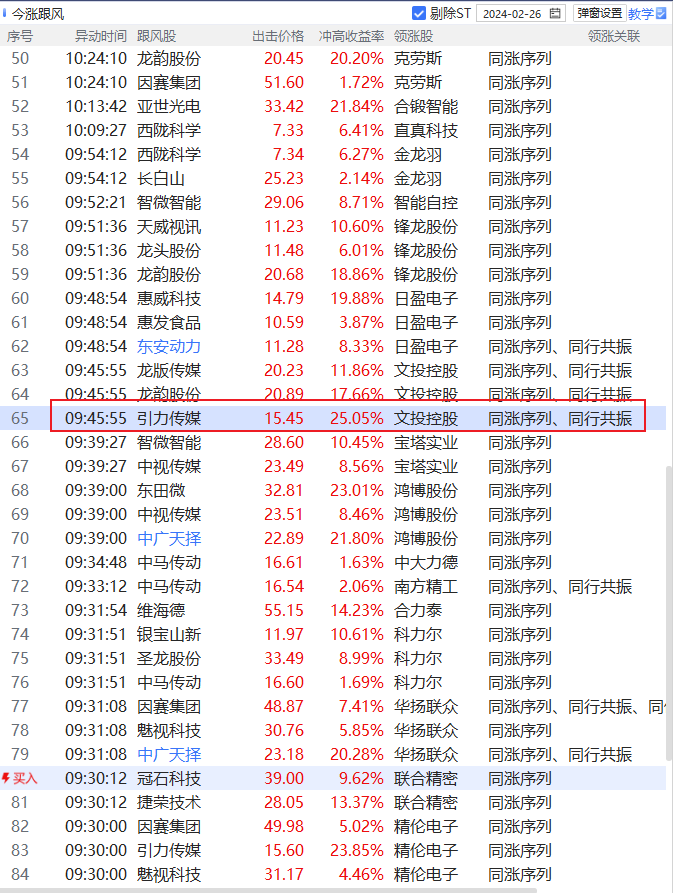 今涨跟风 剔除ST 2024-02-26 弹窗设置 教学
序号 异动时间 跟风股 出击价格 冲高收益率 领涨股 领涨关联
50 10:24:10 龙韵股份 20.45 20.20% 克劳斯 同涨序列
51 10:24:10 因赛集团 51.60 1.72% 克劳斯 同涨序列
52 10:13:42 亚世光电 33.42 21.84% 合锻智能 同涨序列
53 10:09:27 西陇科学 7.33 6.41% 直真科技 同涨序列
54 09:54:12 西陇科学 7.34 6.27% 金龙羽 同涨序列
55 09:54:12 长白山 25.23 2.14% 金龙羽 同涨序列
56 09:52:21 智微智能 29.06 8.71% 智能自控 同涨序列
57 09:51:36 天威视讯 11.23 10.60% 锋龙股份 同涨序列
58 09:51:36 龙头股份 11.48 6.01% 锋龙股份 同涨序列
59 09:51:36 龙韵股份 20.68 18.86% 锋龙股份 同涨序列
60 09:48:54 惠威科技 14.79 19.88% 日盈电子 同涨序列
61 09:48:54 惠发食品 10.59 3.87% 日盈电子 同涨序列
62 09:48:54 东安动力 11.28 8.33% 日盈电子 同涨序列、同行共振
63 09:45:55 龙版传媒 20.23 11.86% 文投控股 同涨序列、同行共振
64 09:45:55 龙韵股份 20.89 17.66% 文投控股 同涨序列、同行共振
65 09:45:55 引力传媒 15.45 25.05% 文投控股 同涨序列、同行共振
66 09:39:27 智微智能 28.60 10.45% 宝塔实业 同涨序列
67 09:39:27 中视传媒 23.49 8.56% 宝塔实业 同涨序列
68 09:39:00 东田微 32.81 23.01% 鸿博股份 同涨序列
69 09:39:00 中视传媒 23.51 8.46% 鸿博股份 同涨序列
70 09:39:00 中广天择 22.89 21.80% 鸿博股份 同涨序列
71 09:34:48 中马传动 16.61 1.63% 中大力德 同涨序列
72 09:33:12 中马传动 16.54 2.06% 南方精工 同涨序列、同行共振
73 09:31:54 维海德 55.15 14.23% 合力泰 同涨序列
74 09:31:51 银宝山新 11.97 10.61% 科力尔 同涨序列
75 09:31:51 圣龙股份 33.49 8.99% 科力尔 同涨序列
76 09:31:51 中马传动 16.60 1.69% 科力尔 同涨序列
77 09:31:08 因赛集团 48.87 7.41% 华扬联众 同涨序列、同行共振、同
78 09:31:08 魅视科技 30.76 5.85% 华扬联众 同涨序列
79 09:31:08 中广天择 23.18 20.28% 华扬联众 同涨序列、同行共振
买入 09:30:12 冠石科技 39.00 9.62% 联合精密 同涨序列
81 09:30:12 捷荣技术 28.05 13.37% 联合精密 同涨序列
82 09:30:00 因赛集团 49.98 5.02% 精伦电子 同涨序列
83 09:30:00 引力传媒 15.60 23.85% 精伦电子 同涨序列
84 09:30:00 魅视科技 31.17 4.46% 精伦电子 同涨序列